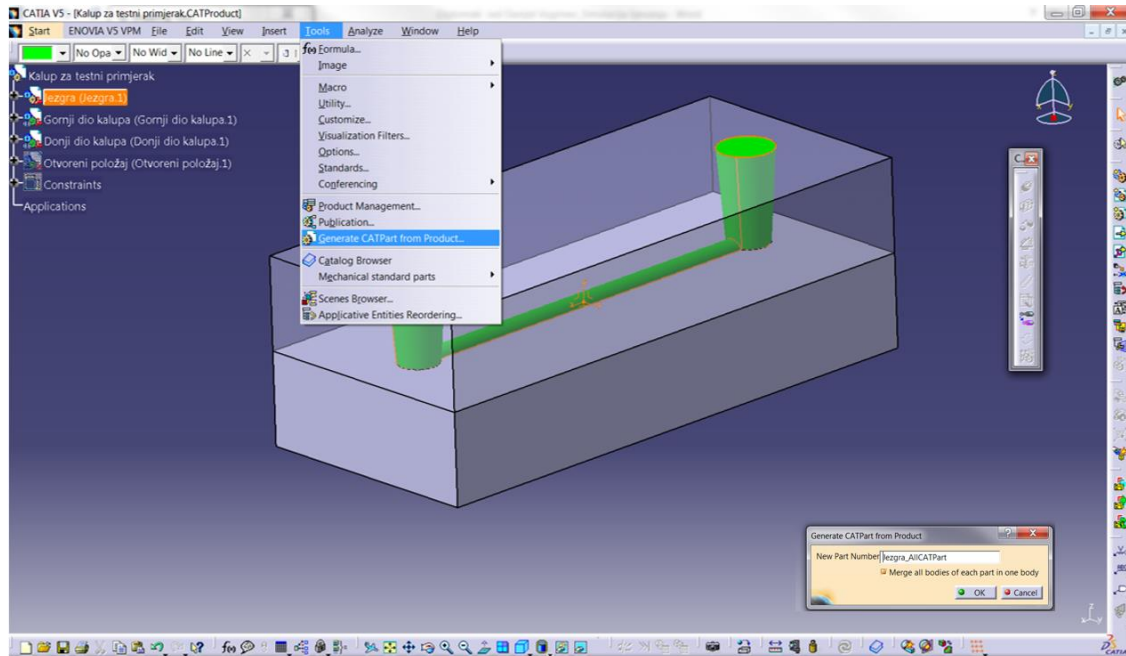 CATIA V5 - [Kalup za testni primjerak.CATProduct]
Start ENOVIA V5 VPM File Edit View Insert Tools Analyze Window Help
No Opa No Wid No Line
Kalup za testni primjerak
Jezgra (Jezgra.1)
Gornji dio kalupa (Gornji dio kalupa.1)
Donji dio kalupa (Donji dio kalupa.1)
Otvoreni položaj (Otvoreni položaj.1)
Constraints
Applications
Formula...
Image
Macro
Utility...
Customize...
Visualization Filters...
Options...
Standards...
Conferencing
Product Management...
Publication...
Generate CATPart from Product...
Catalog Browser
Mechanical standard parts
Scenes Browser...
Applicative Entities Reordering...
C...
Generate CATPart from Product
New Part Number Jezgra_AllCATPart
Merge all bodies of each part in one body
OK Cancel
CATIA